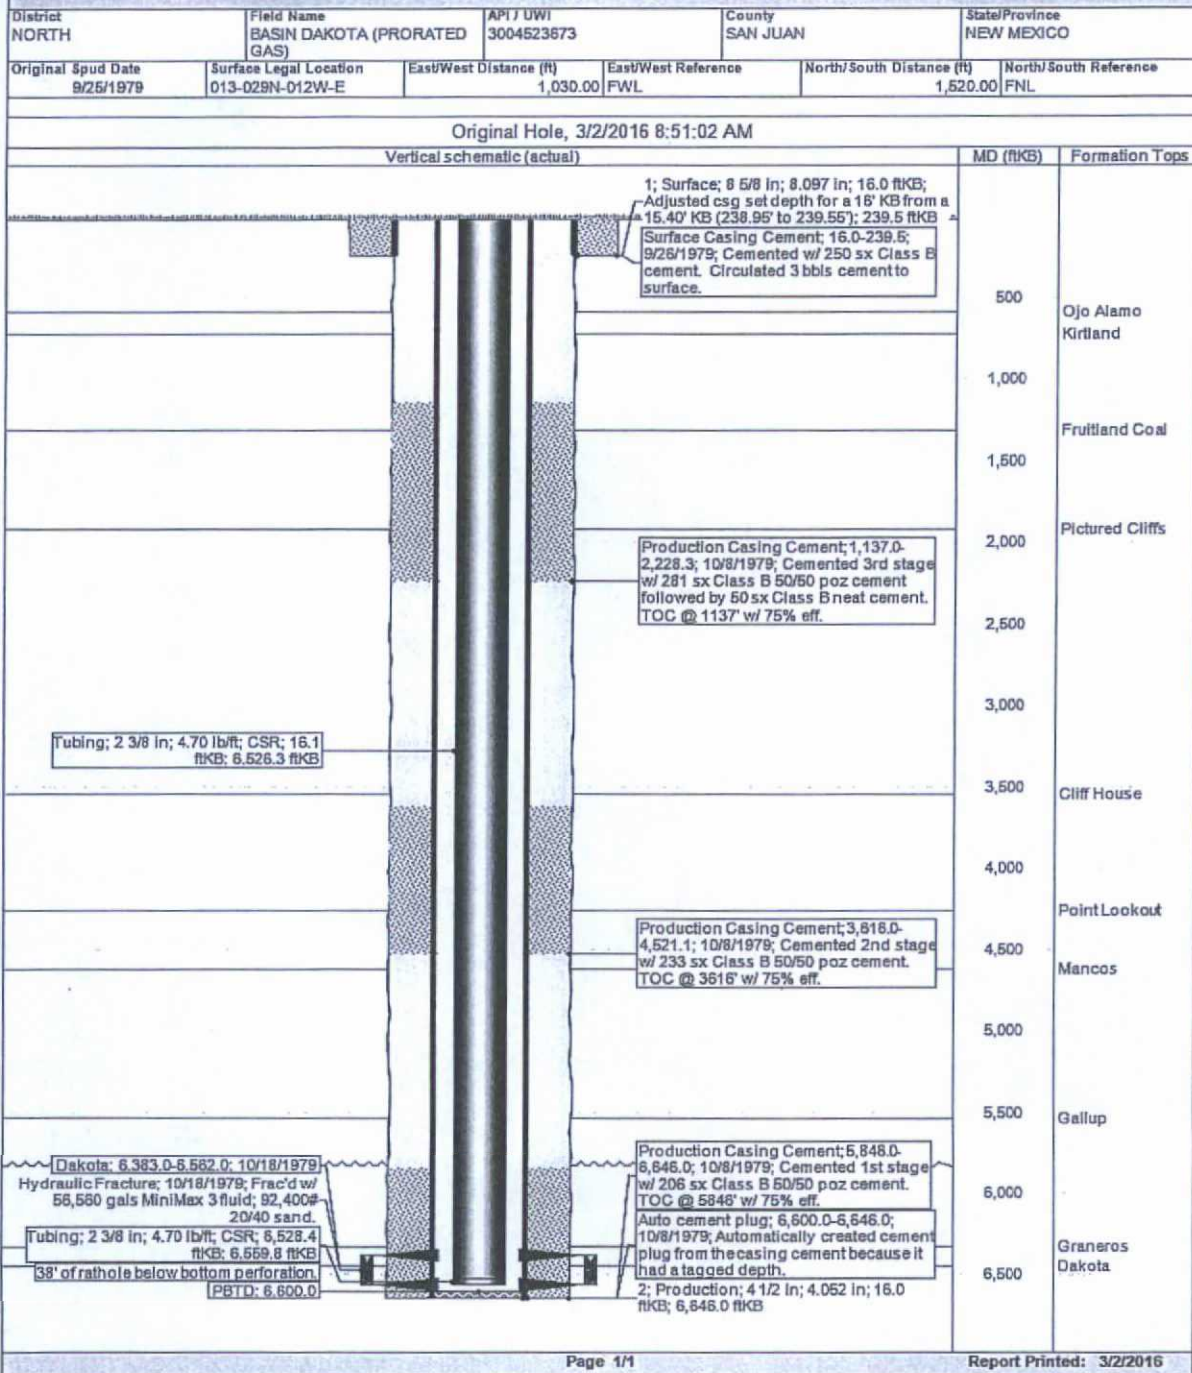 District
NORTH
Field Name
BASIN DAKOTA (PRORATED
GAS)
API / UWI
3004523673
County
SAN JUAN
State/Province
NEW MEXICO
Original Spud Date
9/25/1979
Surface Legal Location
013-029N-012W-E
East/West Distance (ft)
1,030.00
East/West Reference
FWL
North/South Distance (ft)
1,520.00
North/South Reference
FNL
Original Hole, 3/2/2016 8:51:02 AM
Vertical schematic (actual)
MD (ftKB)
Formation Tops
1; Surface; 8 5/8 in; 8.097 in; 16.0 ftKB;
Adjusted csg set depth for a 16' KB from a
15.40' KB (238.95' to 239.55'); 239.5 ftKB
Surface Casing Cement; 16.0-239.5;
9/26/1979; Cemented w/ 250 sx Class B
cement. Circulated 3 bbls cement to
surface.
500
Ojo Alamo
Kirtland
1,000
Fruitland Coal
1,500
Pictured Cliffs
2,000
Production Casing Cement; 1,137.0-
2,228.3; 10/8/1979; Cemented 3rd stage
w/ 281 sx Class B 50/50 poz cement
followed by 50 sx Class B neat cement.
TOC @ 1137' w/ 75% eff.
2,500
3,000
Tubing; 2 3/8 in; 4.70 lb/ft; CSR; 16.1
ftKB; 6,526.3 ftKB
3,500
Cliff House
4,000
Point Lookout
Production Casing Cement; 3,616.0-
4,521.1; 10/8/1979; Cemented 2nd stage
w/ 233 sx Class B 50/50 poz cement.
TOC @ 3616' w/ 75% eff.
4,500
Mancos
5,000
5,500
Gallup
Dakota; 6,383.0-6,562.0; 10/18/1979
Hydraulic Fracture; 10/18/1979; Frac'd w/
56,560 gals MiniMax 3 fluid; 92,400#
20/40 sand.
Tubing; 2 3/8 in; 4.70 lb/ft; CSR; 6,528.4
ftKB; 6,559.8 ftKB
38' of rathole below bottom perforation.
PBTD; 6,600.0
Production Casing Cement; 5,846.0-
6,646.0; 10/8/1979; Cemented 1st stage
w/ 206 sx Class B 50/50 poz cement.
TOC @ 5846' w/ 75% eff.
Auto cement plug; 6,600.0-6,646.0;
10/8/1979; Automatically created cement
plug from the casing cement because it
had a tagged depth.
2; Production; 4 1/2 in; 4.052 in; 16.0
ftKB; 6,646.0 ftKB
6,000
Graneros
Dakota
6,500
Page 1/1
Report Printed: 3/2/2016